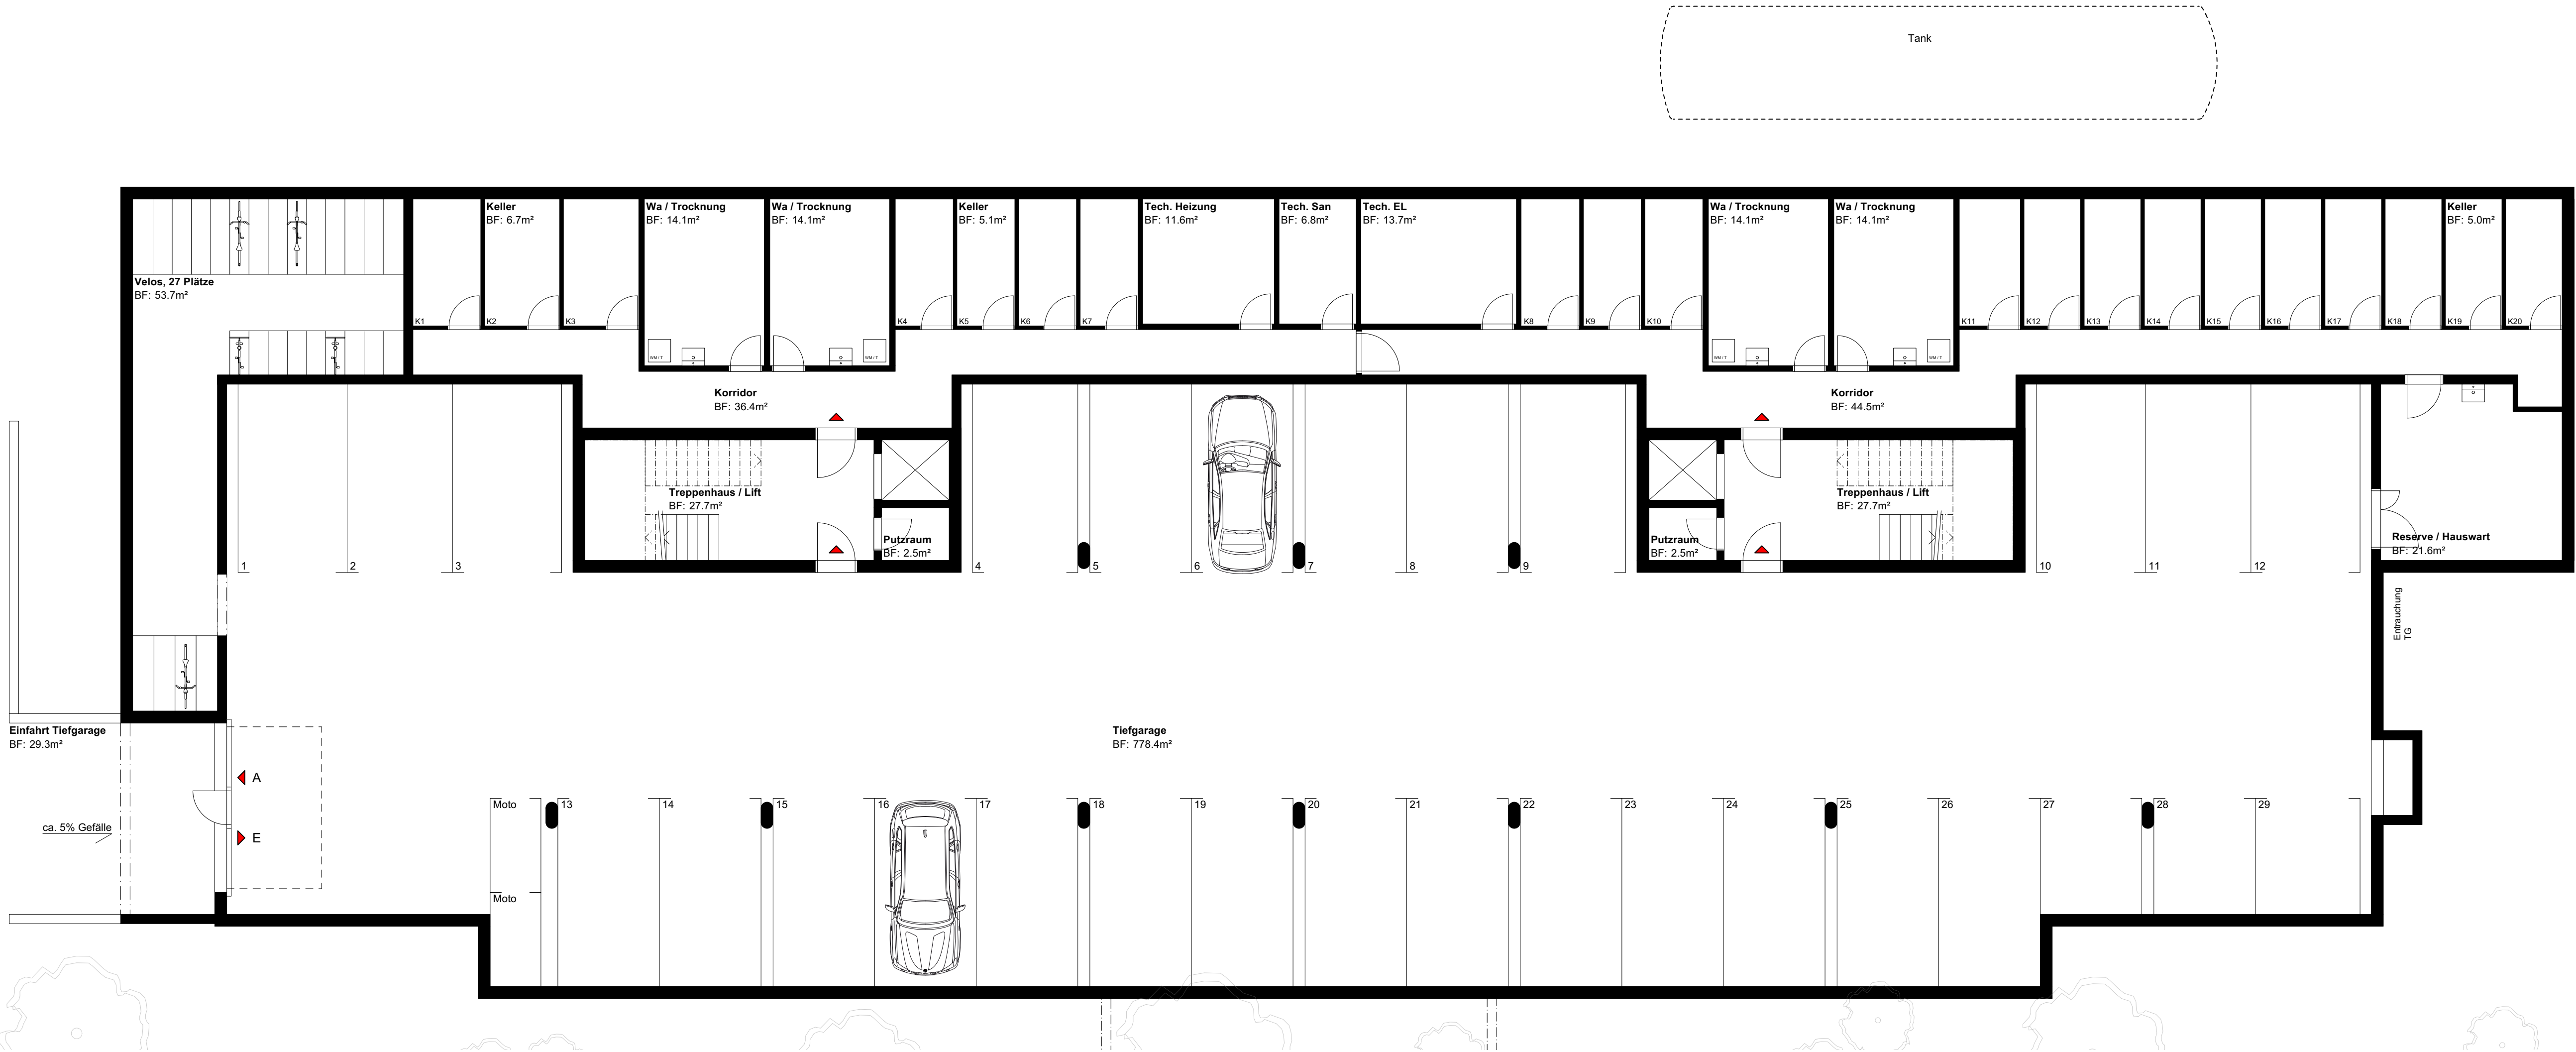 Tank
Keller
BF: 6.7m²
Wa / Trocknung
BF: 14.1m²
Wa / Trocknung
BF: 14.1m²
Keller
BF: 5.1m²
Tech. Heizung
BF: 11.6m²
Tech. San
BF: 6.8m²
Tech. EL
BF: 13.7m²
Wa / Trocknung
BF: 14.1m²
Wa / Trocknung
BF: 14.1m²
Keller
BF: 5.0m²
Velos, 27 Plätze
BF: 53.7m²
K1
K2
K3
K4
K5
K6
K7
K8
K9
K10
K11
K12
K13
K14
K15
K16
K17
K18
K19
K20
WM / T
WM / T
WM / T
WM / T
Korridor
BF: 36.4m²
Korridor
BF: 44.5m²
Treppenhaus / Lift
BF: 27.7m²
Treppenhaus / Lift
BF: 27.7m²
Putzraum
BF: 2.5m²
Putzraum
BF: 2.5m²
Reserve / Hauswart
BF: 21.6m²
1
2
3
4
5
6
7
8
9
10
11
12
Entrauchung
TG
Einfahrt Tiefgarage
BF: 29.3m²
Tiefgarage
BF: 778.4m²
A
E
ca. 5% Gefälle
Moto
13
14
15
16
17
18
19
20
21
22
23
24
25
26
27
28
29
Moto